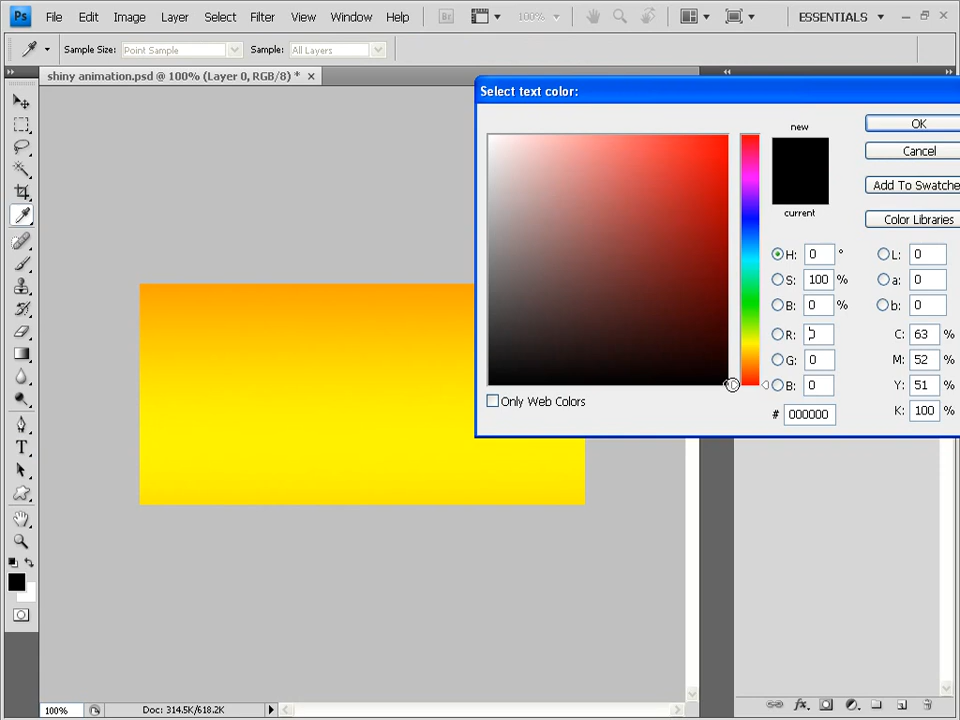 Ps File Edit Image Layer Select Filter View Window Help Br 100% ESSENTIALS
Sample Size: Point Sample Sample: All Layers
shiny animation.psd @ 100% (Layer 0, RGB/8) *
Select text color:
new
current
OK
Cancel
Add To Swatche
Color Libraries
H: 0 °
S: 100 %
B: 0 %
R:
G: 0
B: 0
# 000000
L: 0
a: 0
b: 0
C: 63 %
M: 52 %
Y: 51 %
K: 100 %
Only Web Colors
T
100% Doc: 314.5K/618.2K
fx